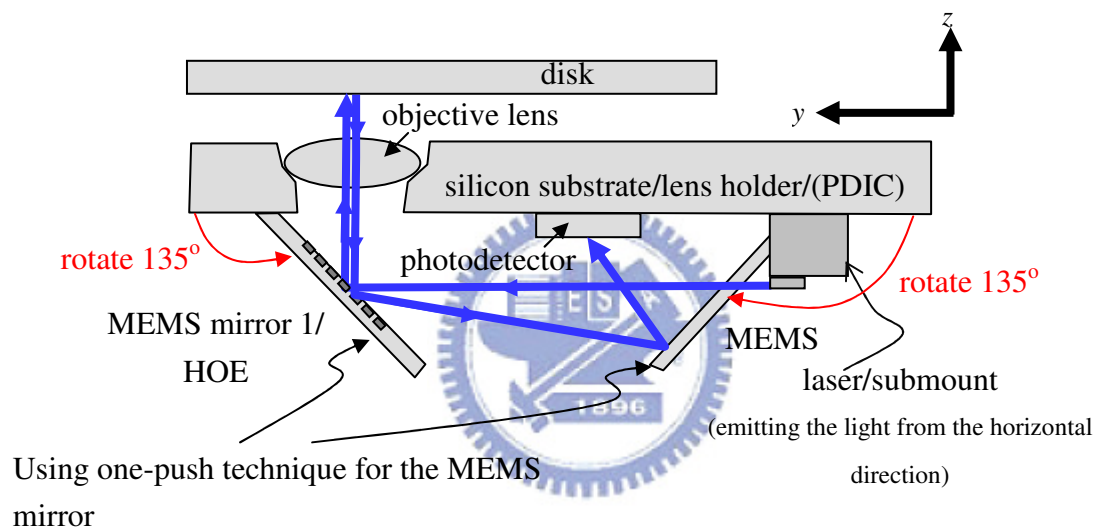 z
disk
objective lens
y
silicon substrate/lens holder/(PDIC)
rotate 135°
photodetector
rotate 135°
MEMS mirror 1/
HOE
MEMS
laser/submount
(emitting the light from the horizontal
direction)
Using one-push technique for the MEMS
mirror
E S A
1896